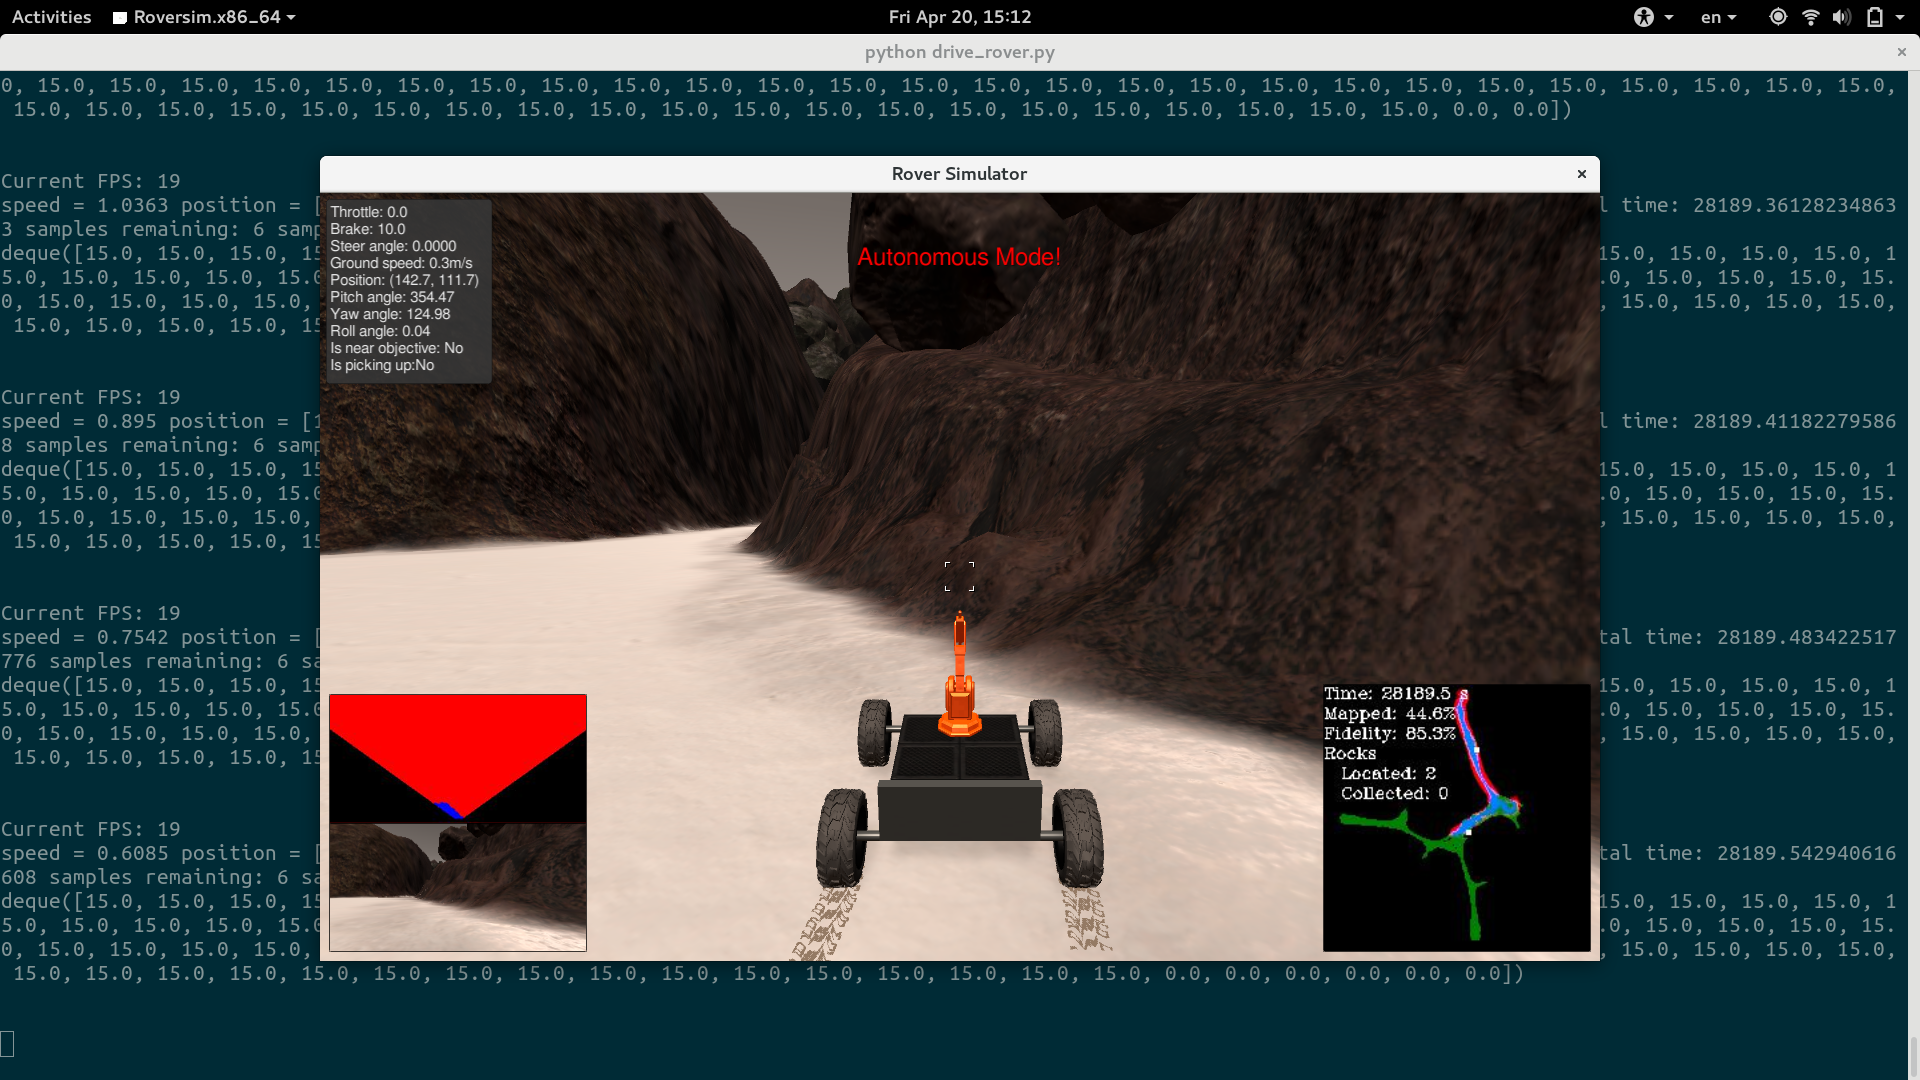 Activities Roversim.x86_64 Fri Apr 20, 15:12 en
python drive_rover.py
0, 15.0, 15.0, 15.0, 15.0, 15.0, 15.0, 15.0, 15.0, 15.0, 15.0, 15.0, 15.0, 15.0, 15.0, 15.0, 15.0, 15.0, 15.0, 15.0, 15.0, 15.0, 15.0, 15.0, 15.0, 15.0, 15.0, 15.0, 15.0, 15.0, 15.0, 15.0,
15.0, 15.0, 15.0, 15.0, 15.0, 15.0, 15.0, 15.0, 15.0, 15.0, 15.0, 15.0, 15.0, 15.0, 15.0, 15.0, 15.0, 15.0, 15.0, 15.0, 15.0, 15.0, 15.0, 15.0, 0.0, 0.0])
Current FPS: 19
speed = 1.0363 position = [ l time: 28189.36128234863
3 samples remaining: 6 samp
deque([15.0, 15.0, 15.0, 15 15.0, 15.0, 15.0, 15.0, 1
5.0, 15.0, 15.0, 15.0, 15.0 .0, 15.0, 15.0, 15.0, 15.
0, 15.0, 15.0, 15.0, 15.0, , 15.0, 15.0, 15.0, 15.0,
15.0, 15.0, 15.0, 15.0, 15
Current FPS: 19
speed = 0.895 position = [1 l time: 28189.41182279586
8 samples remaining: 6 samp
deque([15.0, 15.0, 15.0, 15 15.0, 15.0, 15.0, 15.0, 1
5.0, 15.0, 15.0, 15.0, 15.0 .0, 15.0, 15.0, 15.0, 15.
0, 15.0, 15.0, 15.0, 15.0, , 15.0, 15.0, 15.0, 15.0,
15.0, 15.0, 15.0, 15.0, 15
Current FPS: 19
speed = 0.7542 position = [ tal time: 28189.483422517
776 samples remaining: 6 sa
deque([15.0, 15.0, 15.0, 15 15.0, 15.0, 15.0, 15.0, 1
5.0, 15.0, 15.0, 15.0, 15.0 .0, 15.0, 15.0, 15.0, 15.
0, 15.0, 15.0, 15.0, 15.0, , 15.0, 15.0, 15.0, 15.0,
15.0, 15.0, 15.0, 15.0, 15
Current FPS: 19
speed = 0.6085 position = [ tal time: 28189.542940616
608 samples remaining: 6 sa
deque([15.0, 15.0, 15.0, 15 15.0, 15.0, 15.0, 15.0, 1
5.0, 15.0, 15.0, 15.0, 15.0 .0, 15.0, 15.0, 15.0, 15.
0, 15.0, 15.0, 15.0, 15.0, , 15.0, 15.0, 15.0, 15.0,
15.0, 15.0, 15.0, 15.0, 15.0, 15.0, 15.0, 15.0, 15.0, 15.0, 15.0, 15.0, 15.0, 15.0, 15.0, 15.0, 15.0, 15.0, 15.0, 0.0, 0.0, 0.0, 0.0, 0.0, 0.0])
Rover Simulator
Throttle: 0.0
Brake: 10.0
Steer angle: 0.0000
Ground speed: 0.3m/s
Position: (142.7, 111.7)
Pitch angle: 354.47
Yaw angle: 124.98
Roll angle: 0.04
Is near objective: No
Is picking up:No
Autonomous Mode!
Time: 28189.5 s
Mapped: 44.6%
Fidelity: 85.3%
Rocks
Located: 2
Collected: 0